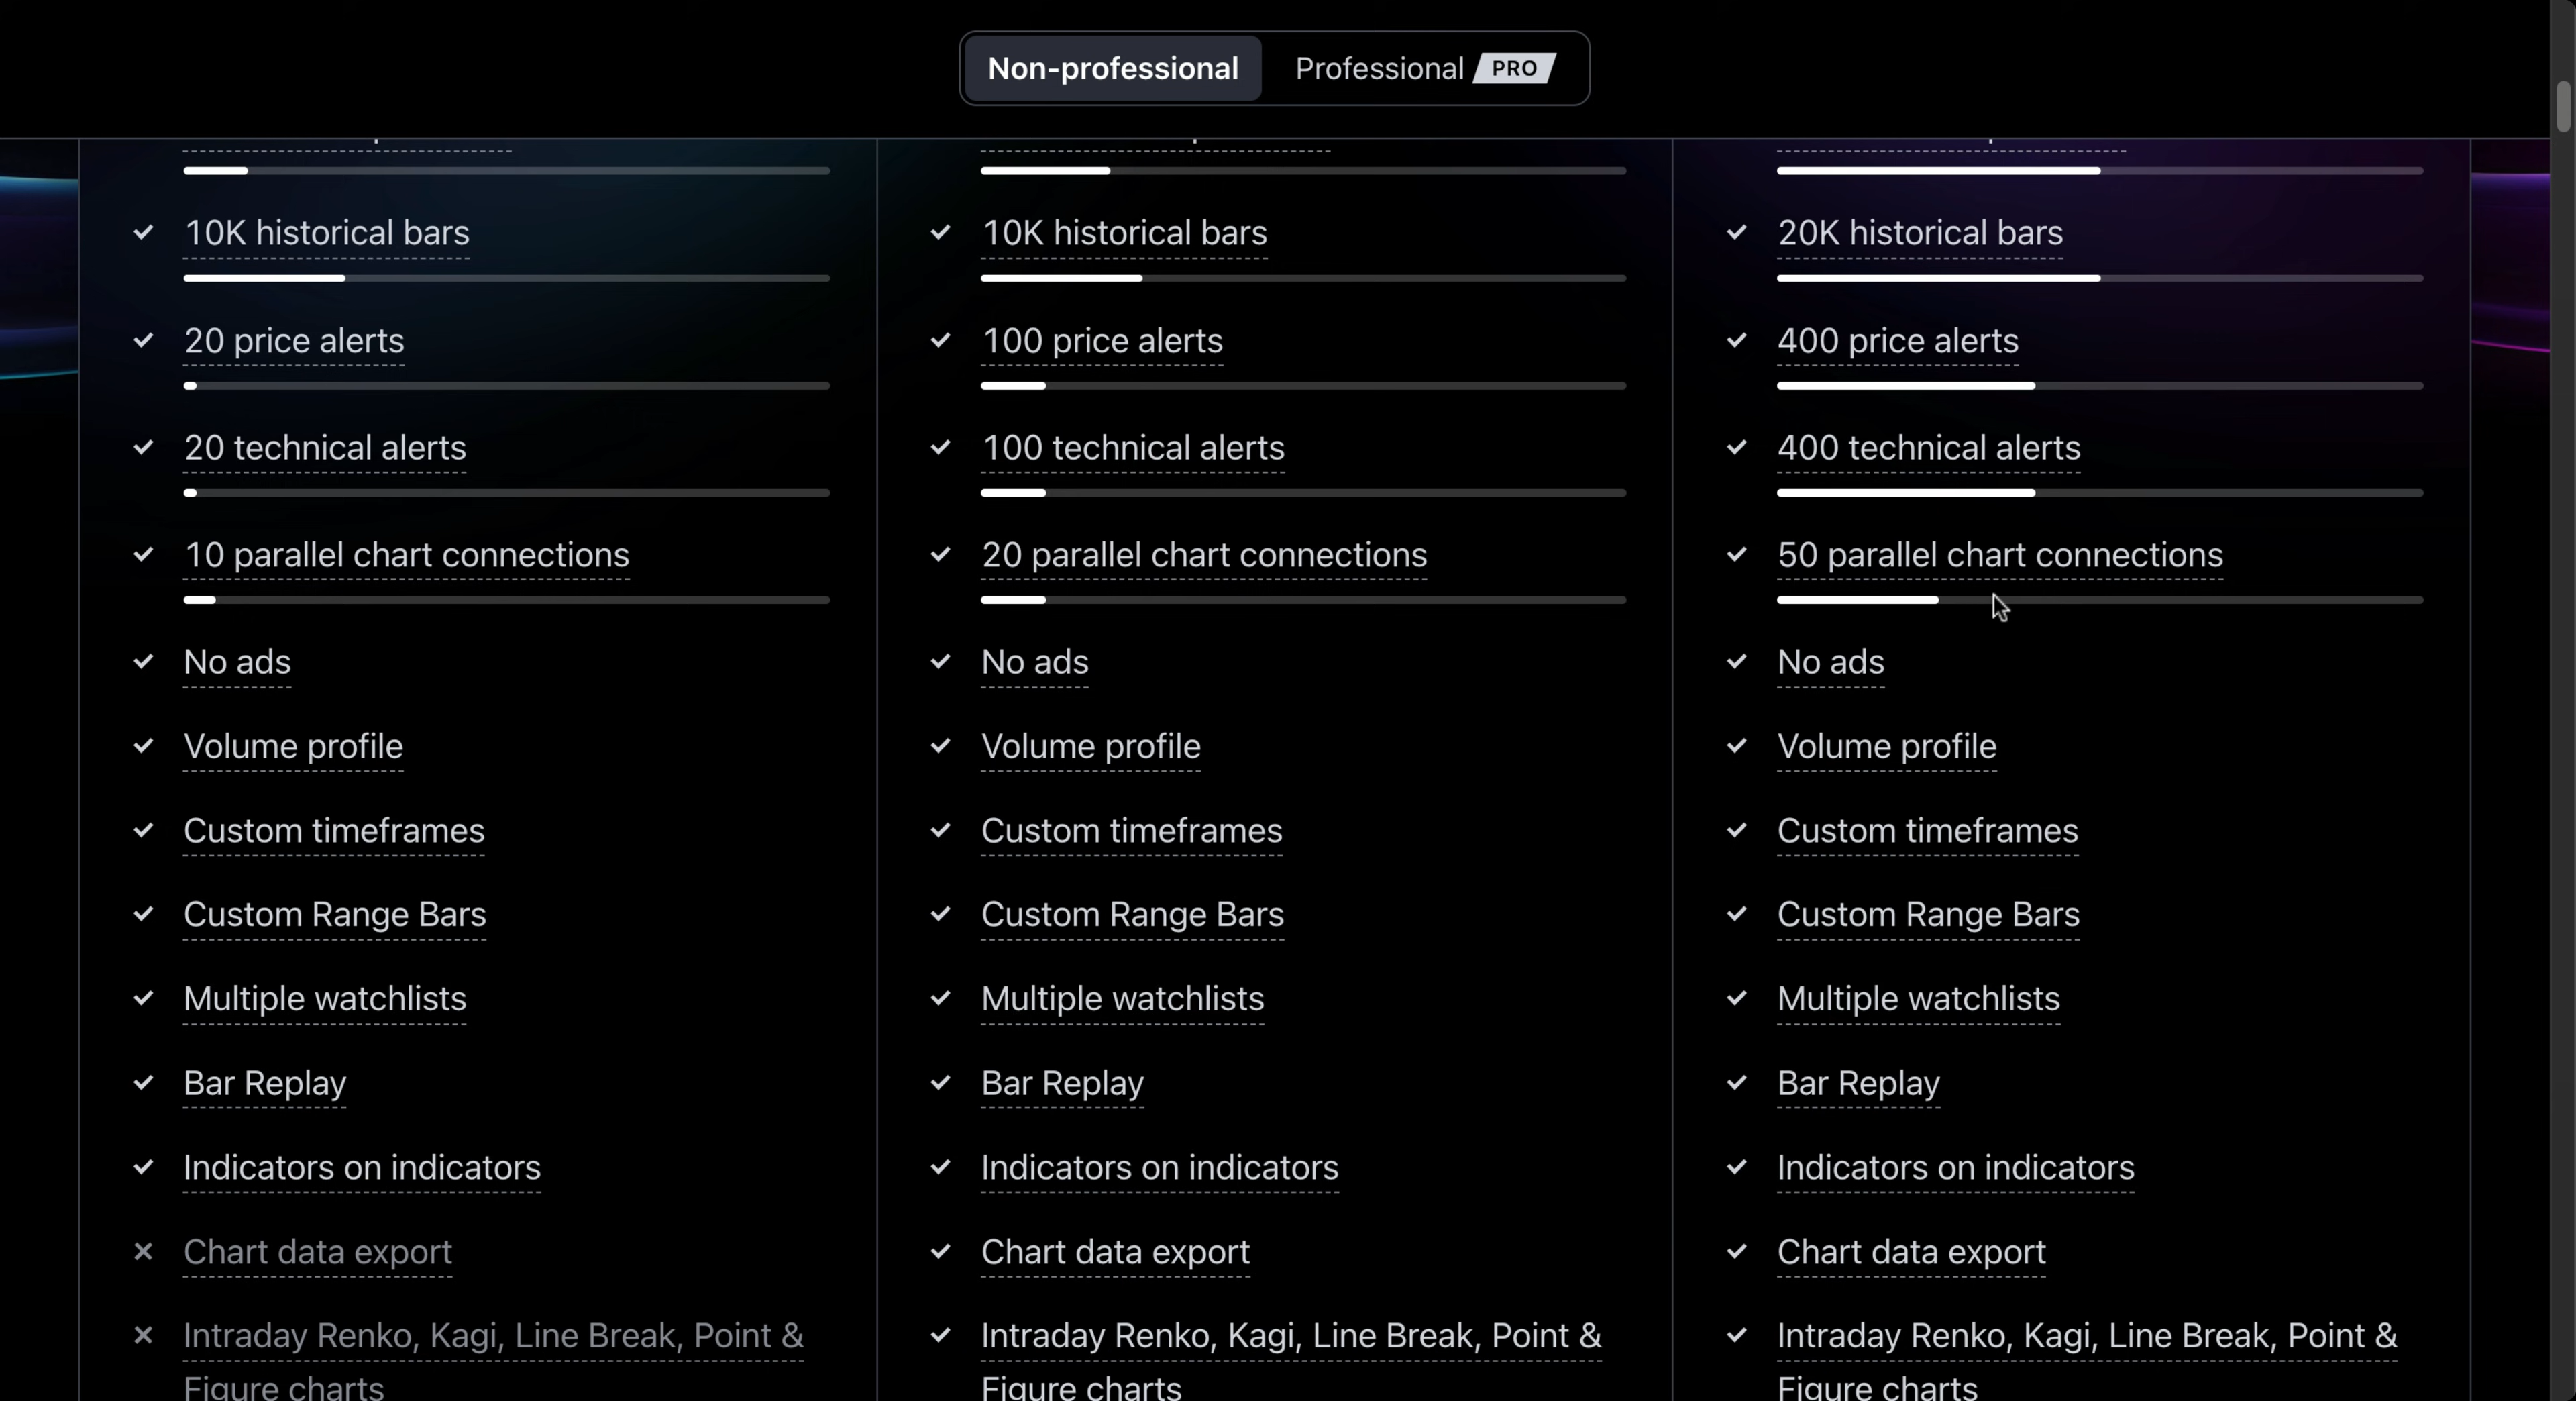 Non-professional
Professional PRO
10K historical bars
20 price alerts
20 technical alerts
10 parallel chart connections
No ads
Volume profile
Custom timeframes
Custom Range Bars
Multiple watchlists
Bar Replay
Indicators on indicators
Chart data export
Intraday Renko, Kagi, Line Break, Point &
Figure charts
10K historical bars
100 price alerts
100 technical alerts
20 parallel chart connections
No ads
Volume profile
Custom timeframes
Custom Range Bars
Multiple watchlists
Bar Replay
Indicators on indicators
Chart data export
Intraday Renko, Kagi, Line Break, Point &
Figure charts
20K historical bars
400 price alerts
400 technical alerts
50 parallel chart connections
No ads
Volume profile
Custom timeframes
Custom Range Bars
Multiple watchlists
Bar Replay
Indicators on indicators
Chart data export
Intraday Renko, Kagi, Line Break, Point &
Figure charts